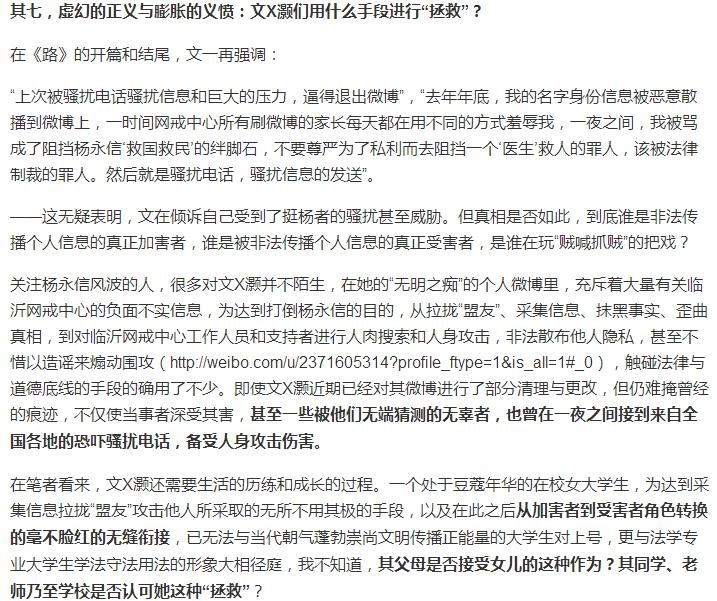 其七，虚幻的正义与膨胀的义愤：文X灏们用什么手段进行“拯救”？
在《路》的开篇和结尾，文一再强调：
“上次被骚扰电话骚扰信息和巨大的压力，逼得退出微博”，“去年年底，我的名字身份信息被恶意散
播到微博上，一时间网戒中心所有刷微博的家长每天都在用不同的方式羞辱我，一夜之间，我被骂
成了阻挡杨永信‘救国救民’的绊脚石，不要尊严为了私利而去阻挡一个‘医生’救人的罪人，该被法律
制裁的罪人。然后就是骚扰电话，骚扰信息的发送”。
——这无疑表明，文在倾诉自己受到了挺杨者的骚扰甚至威胁。但真相是否如此，到底谁是非法传
播个人信息的真正加害者，谁是被非法传播个人信息的真正受害者，是谁在玩“贼喊抓贼”的把戏？
关注杨永信风波的人，很多对文X灏并不陌生，在她的“无明之痴”的个人微博里，充斥着大量有关临
沂网戒中心的负面不实信息，为达到打倒杨永信的目的，从拉拢“盟友”、采集信息、抹黑事实、歪曲
真相，到对临沂网戒中心工作人员和支持者进行人肉搜索和人身攻击，非法散布他人隐私，甚至不
惜以造谣来煽动围攻（http://weibo.com/u/2371605314?profile_ftype=1&is_all=1#_0），触碰法律与
道德底线的手段的确用了不少。即使文X灏近期已经对其微博进行了部分清理与更改，但仍难掩曾经
的痕迹，不仅使当事者深受其害，甚至一些被他们无端猜测的无辜者，也曾在一夜之间接到来自全
国各地的恐吓骚扰电话，备受人身攻击伤害。
在笔者看来，文X灏还需要生活的历练和成长的过程。一个处于豆蔻年华的在校女大学生，为达到采
集信息拉拢“盟友”攻击他人所采取的无所不用其极的手段，以及在此之后从加害者到受害者角色转换
的毫不脸红的无缝衔接，已无法与当代朝气蓬勃崇尚文明传播正能量的大学生对上号，更与法学专
业大学生学法守法用法的形象大相径庭，我不知道，其父母是否接受女儿的这种作为？其同学、老
师乃至学校是否认可她这种“拯救”？